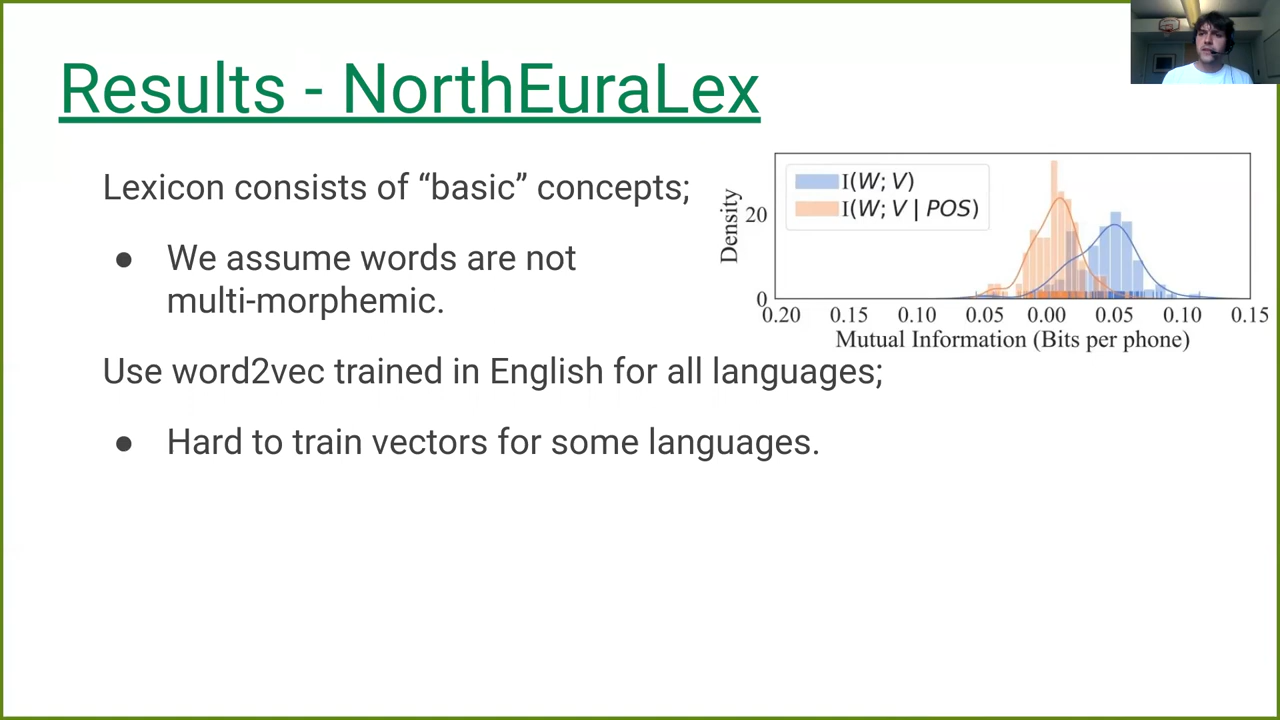 Results - NorthEuraLex
Lexicon consists of “basic” concepts;
● We assume words are not
multi-morphemic.
Use word2vec trained in English for all languages;
● Hard to train vectors for some languages.
I(W; V)
I(W; V | POS)
Density
20
0
0.20 0.15 0.10 0.05 0.00 0.05 0.10 0.15
Mutual Information (Bits per phone)